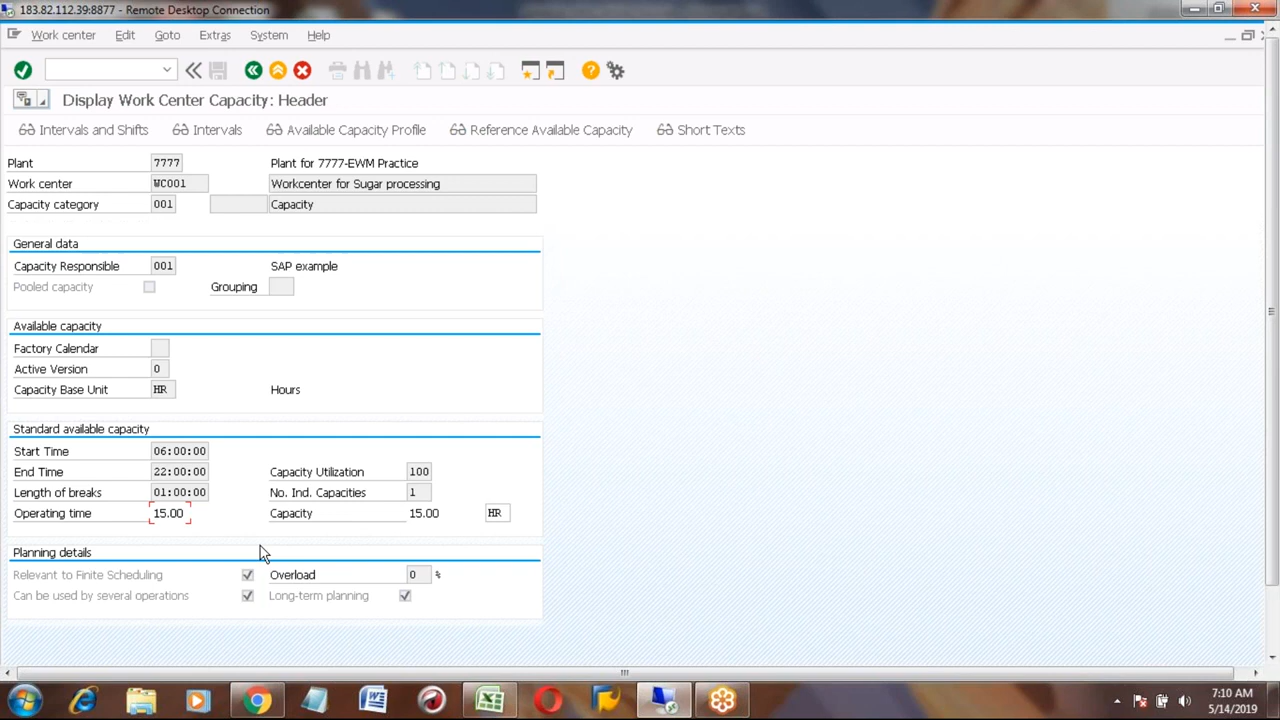 183.82.112.39:8877 - Remote Desktop Connection
Work center Edit Goto Extras System Help
Display Work Center Capacity: Header
Intervals and Shifts Intervals Available Capacity Profile Reference Available Capacity Short Texts
Plant 7777 Plant for 7777-EWM Practice
Work center WC001 Workcenter for Sugar processing
Capacity category 001 Capacity
General data
Capacity Responsible 001 SAP example
Pooled capacity Grouping
Available capacity
Factory Calendar
Active Version 0
Capacity Base Unit HR Hours
Standard available capacity
Start Time 06:00:00
End Time 22:00:00 Capacity Utilization 100
Length of breaks 01:00:00 No. Ind. Capacities 1
Operating time 15.00 Capacity 15.00 HR
Planning details
Relevant to Finite Scheduling Overload 0 %
Can be used by several operations Long-term planning
7:10 AM
5/14/2019